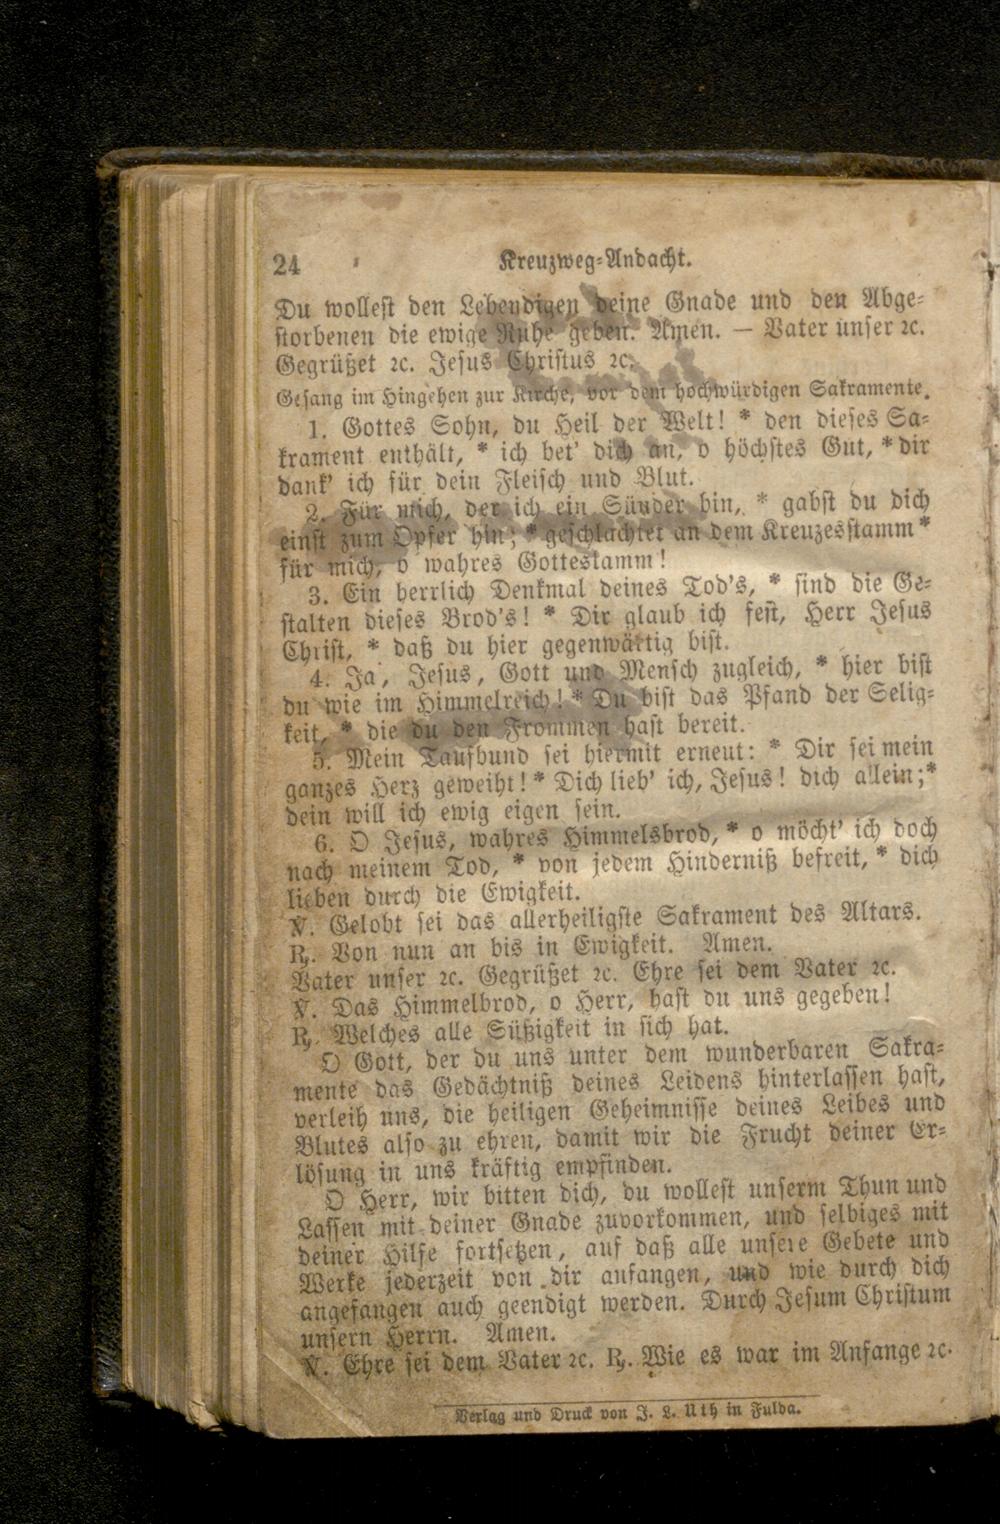 24 Kreuzweg-Andacht.
Du wollest den Lebendigen deine Gnade und den Abge-
storbenen die ewige Ruhe geben. Amen. — Vater unser ꝛc.
Gegrüßet ꝛc. Jesus Christus ꝛc.
Gesang im Hingehen zur Kirche, vor dem hochwürdigen Sakramente.
1. Gottes Sohn, du Heil der Welt! * den dieses Sa-
krament enthält, * ich bet' dich an, o höchstes Gut, * dir
dank' ich für dein Fleisch und Blut.
2. Für mich, der ich ein Sünder bin, * gabst du dich
einst zum Opfer hin; * geschlachtet an dem Kreuzesstamm *
für mich, o wahres Gotteslamm!
3. Ein herrlich Denkmal deines Tod's, * sind die Ge-
stalten dieses Brod's! * Dir glaub ich fest, Herr Jesus
Christ, * daß du hier gegenwärtig bist.
4. Ja, Jesus, Gott und Mensch zugleich, * hier bist
du wie im Himmelreich! * Du bist das Pfand der Selig-
keit, * die du den Frommen hast bereit.
5. Mein Taufbund sei hiermit erneut: * Dir sei mein
ganzes Herz geweiht! * Dich lieb' ich, Jesus! dich allein; *
dein will ich ewig eigen sein.
6. O Jesus, wahres Himmelsbrod, * o möcht' ich doch
nach meinem Tod, * von jedem Hinderniß befreit, * dich
lieben durch die Ewigkeit.
℣. Gelobt sei das allerheiligste Sakrament des Altars.
℟. Von nun an bis in Ewigkeit. Amen.
Vater unser ꝛc. Gegrüßet ꝛc. Ehre sei dem Vater ꝛc.
℣. Das Himmelbrod, o Herr, hast du uns gegeben!
℟. Welches alle Süßigkeit in sich hat.
O Gott, der du uns unter dem wunderbaren Sakra-
mente das Gedächtniß deines Leidens hinterlassen hast,
verleih uns, die heiligen Geheimnisse deines Leibes und
Blutes also zu ehren, damit wir die Frucht deiner Er-
lösung in uns kräftig empfinden.
O Herr, wir bitten dich, du wollest unserm Thun und
Lassen mit deiner Gnade zuvorkommen, und selbiges mit
deiner Hilfe fortsetzen, auf daß alle unsere Gebete und
Werke jederzeit von dir anfangen, und wie durch dich
angefangen auch geendigt werden. Durch Jesum Christum
unsern Herrn. Amen.
℣. Ehre sei dem Vater ꝛc. ℟. Wie es war im Anfange ꝛc.
Verlag und Druck von J. L. Uth in Fulda.